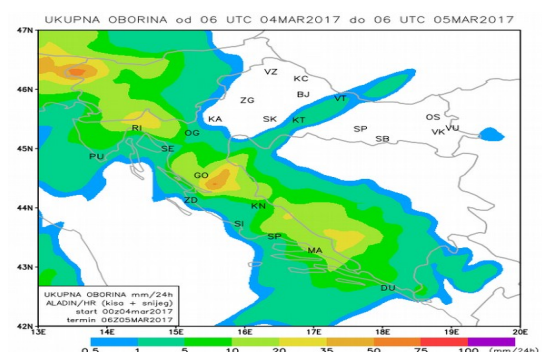 UKUPNA OBORINA od 06 UTC 04MAR2017 do 06 UTC 05MAR2017
47N
VZ
KC
46N
BJ
VT
ZG
KA
SK
KT
OS
RI
OG
SP
VK
VU
SB
45N
SE
PU
GO
ZD
KN
44N
SI
SP
MA
43N
DU
UKUPNA OBORINA mm/24h
ALADIN/HR (kisa + snijeg)
start 00z04mar2017
termin 06Z05MAR2017
42N
13E 14E 15E 16E 17E 18E 19E 20E
0.5 1 5 10 20 35 50 75 100 (mm/24h)